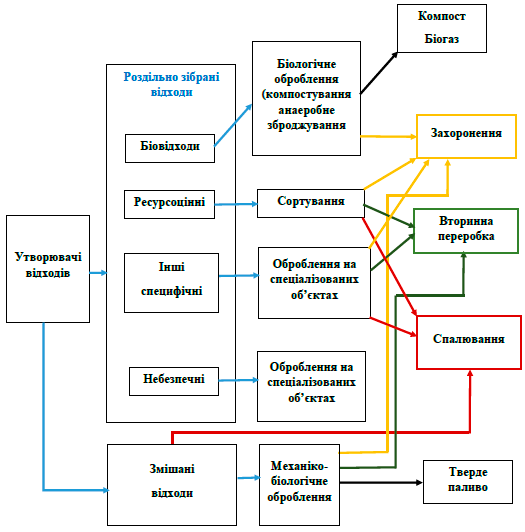 Компост
Біогаз
Біологічне
оброблення
(компостування
анаеробне
зброджування
Роздільно зібрані
відходи
Біовідходи
Захоронення
Ресурсоцінні
Сортування
Вторинна
переробка
Утворювачі
відходів
Інші
специфічні
Оброблення на
спеціалізованих
об’єктах
Спалювання
Небезпечні
Оброблення на
спеціалізованих
об’єктах
Змішані
відходи
Механіко-
біологічне
оброблення
Тверде
паливо